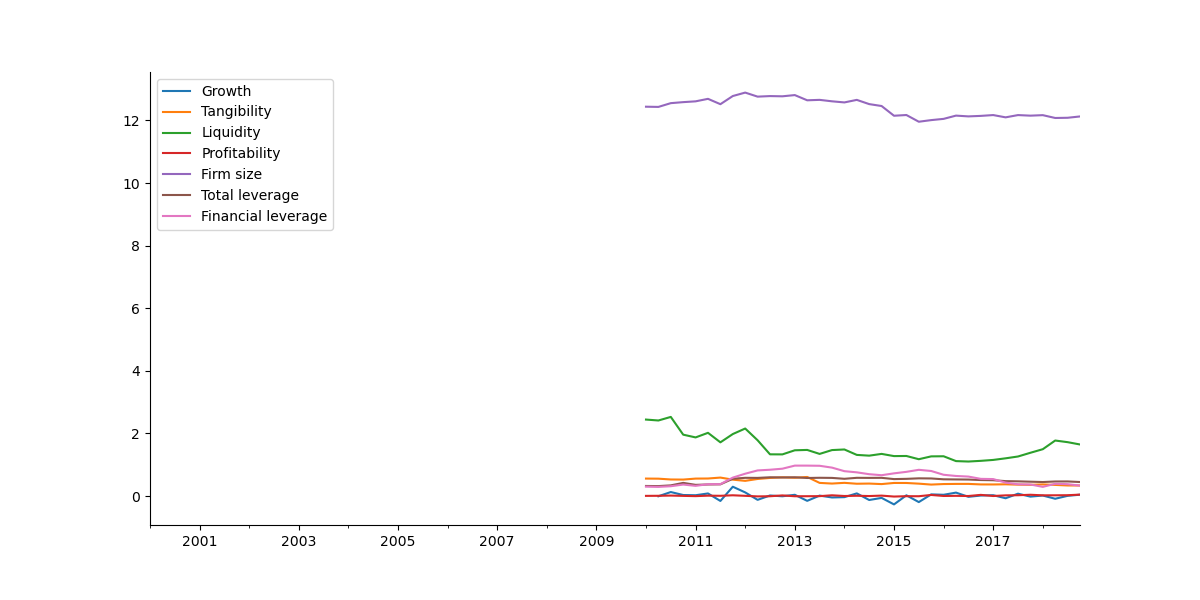 Growth
Tangibility
Liquidity
Profitability
Firm size
Total leverage
Financial leverage
12
10
8
6
4
2
0
2001 2003 2005 2007 2009 2011 2013 2015 2017